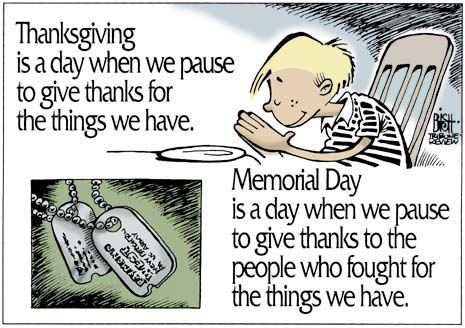 Thanksgiving
is a day when we pause
to give thanks for
the things we have.
BISH
TRIBUNE-
REVIEW
Memorial Day
is a day when we pause
to give thanks to the
people who fought for
the things we have.